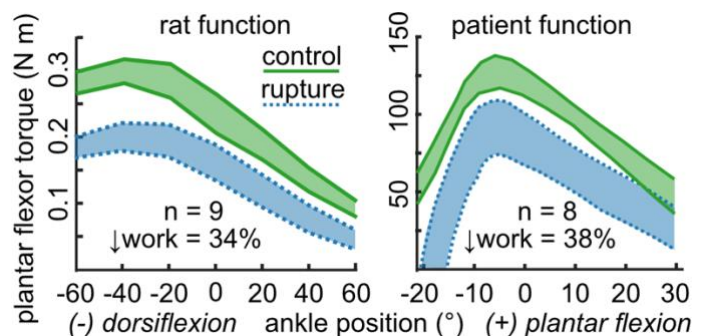 rat function
patient function
plantar flexor torque (N m)
0.3
0.2
0.1
control
rupture
n = 9
↓work = 34%
-60 -40 -20 0 20 40 60
150
100
50
n = 8
↓work = 38%
-20 -10 0 10 20 30
(-) dorsiflexion ankle position (°) (+) plantar flexion